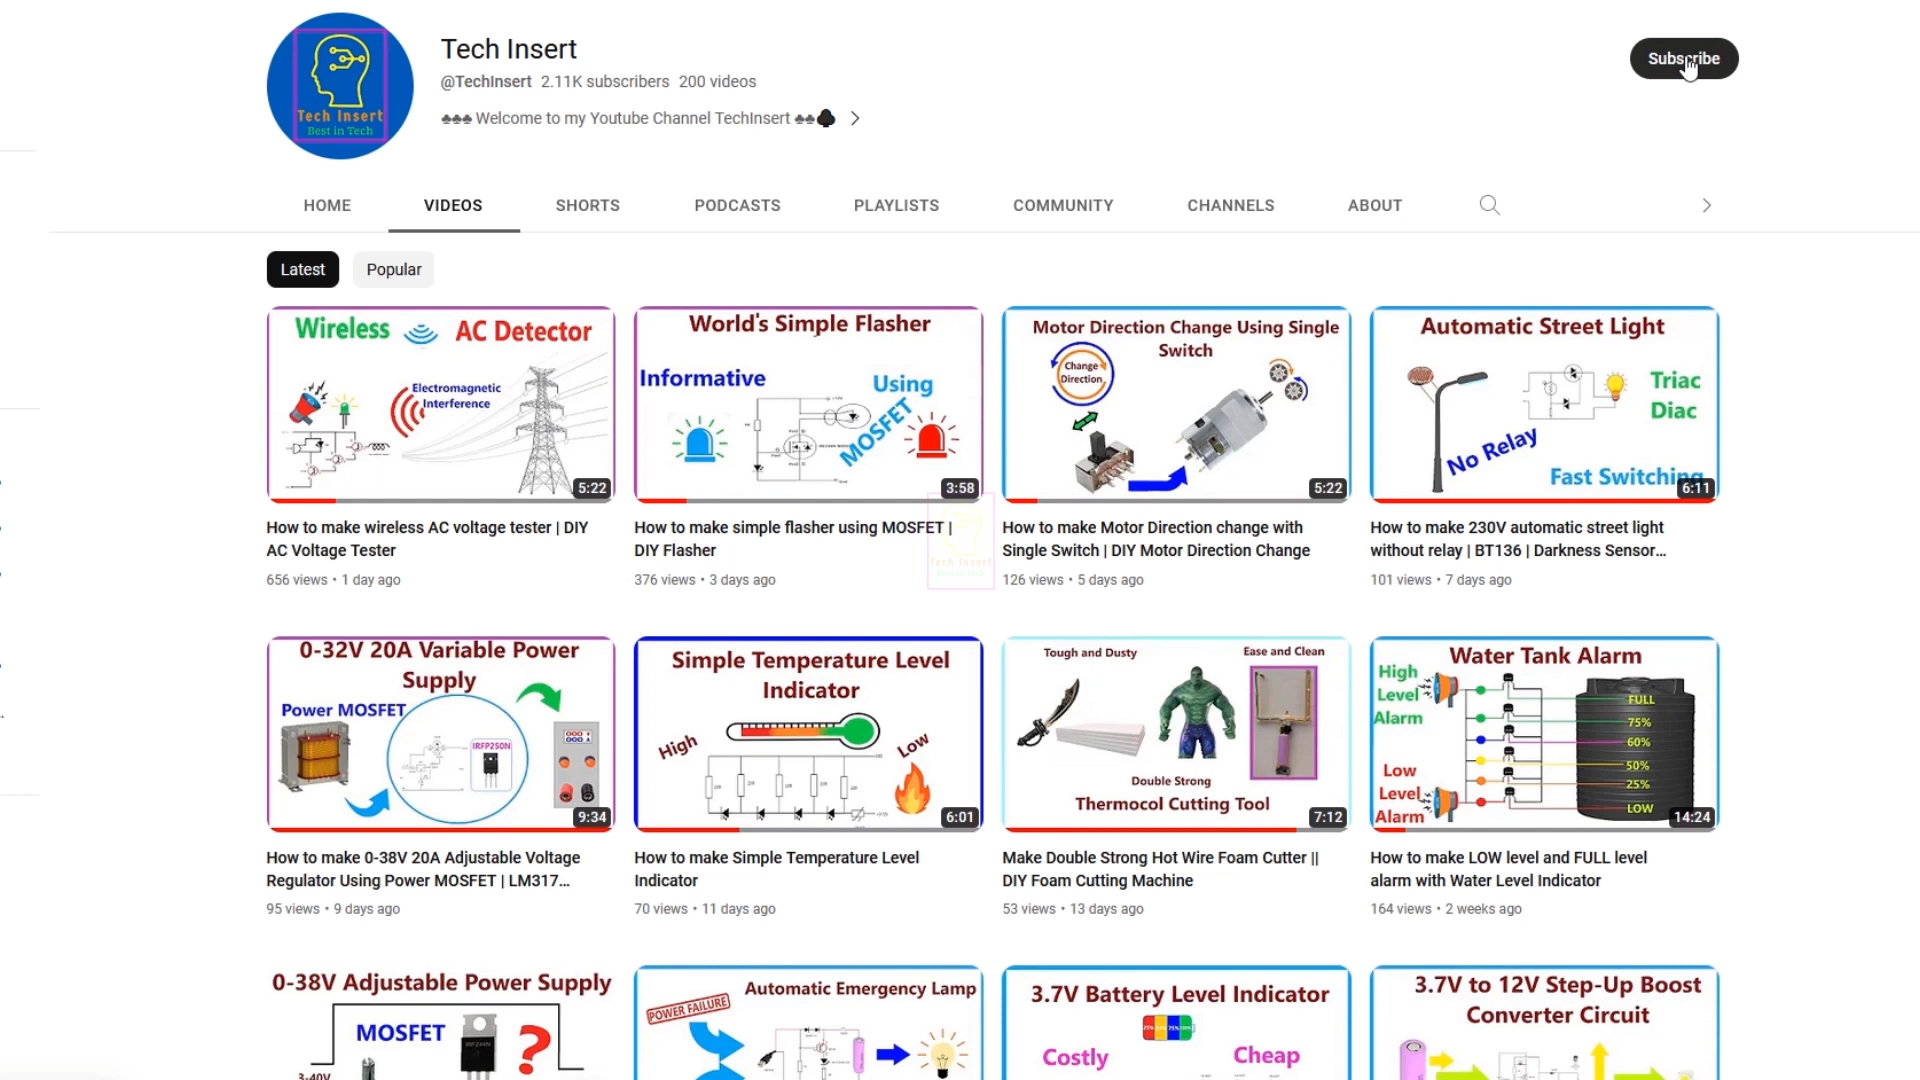 Tech Insert
Best in Tech
Tech Insert
@TechInsert 2.11K subscribers 200 videos
♣♣♣ Welcome to my Youtube Channel TechInsert ♣♣♣
Subscribe
HOME VIDEOS SHORTS PODCASTS PLAYLISTS COMMUNITY CHANNELS ABOUT
Latest Popular
Wireless AC Detector
Electromagnetic
Interference
5:22
World's Simple Flasher
Informative
Using
MOSFET
3:58
Motor Direction Change Using Single
Switch
Change
Direction
5:22
Automatic Street Light
Triac
Diac
No Relay
Fast Switching
6:11
How to make wireless AC voltage tester | DIY
AC Voltage Tester
656 views • 1 day ago
How to make simple flasher using MOSFET |
DIY Flasher
376 views • 3 days ago
How to make Motor Direction change with
Single Switch | DIY Motor Direction Change
126 views • 5 days ago
How to make 230V automatic street light
without relay | BT136 | Darkness Sensor...
101 views • 7 days ago
Tech Insert
Best in Tech
0-32V 20A Variable Power
Supply
Power MOSFET
IRFP250N
9:34
Simple Temperature Level
Indicator
High
Low
6:01
Tough and Dusty
Ease and Clean
Double Strong
Thermocol Cutting Tool
7:12
Water Tank Alarm
High
Level
Alarm
FULL
75%
60%
50%
25%
LOW
Low
Level
Alarm
14:24
How to make 0-38V 20A Adjustable Voltage
Regulator Using Power MOSFET | LM317...
95 views • 9 days ago
How to make Simple Temperature Level
Indicator
70 views • 11 days ago
Make Double Strong Hot Wire Foam Cutter ||
DIY Foam Cutting Machine
53 views • 13 days ago
How to make LOW level and FULL level
alarm with Water Level Indicator
164 views • 2 weeks ago
0-38V Adjustable Power Supply
MOSFET
?
3-40V
Automatic Emergency Lamp
POWER FAILURE
3.7V Battery Level Indicator
Costly
Cheap
3.7V to 12V Step-Up Boost
Converter Circuit